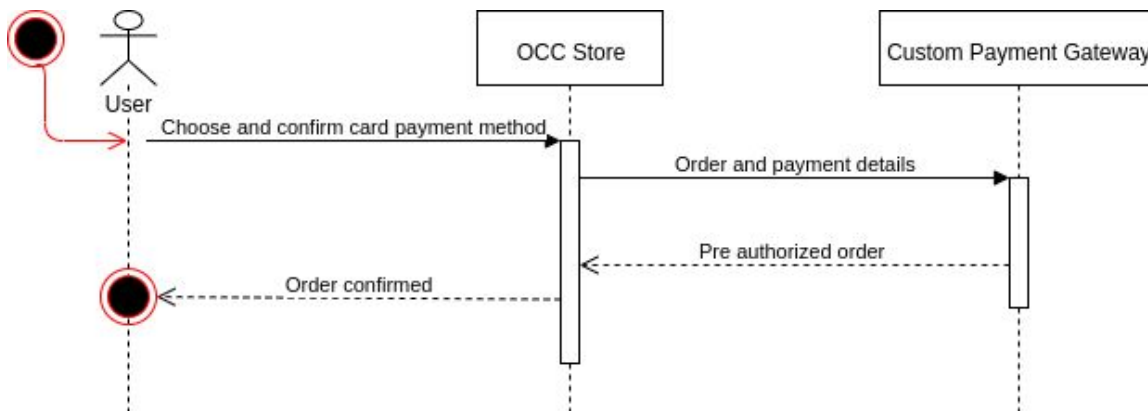 OCC Store
Custom Payment Gateway
User
Choose and confirm card payment method
Order and payment details
Pre authorized order
Order confirmed